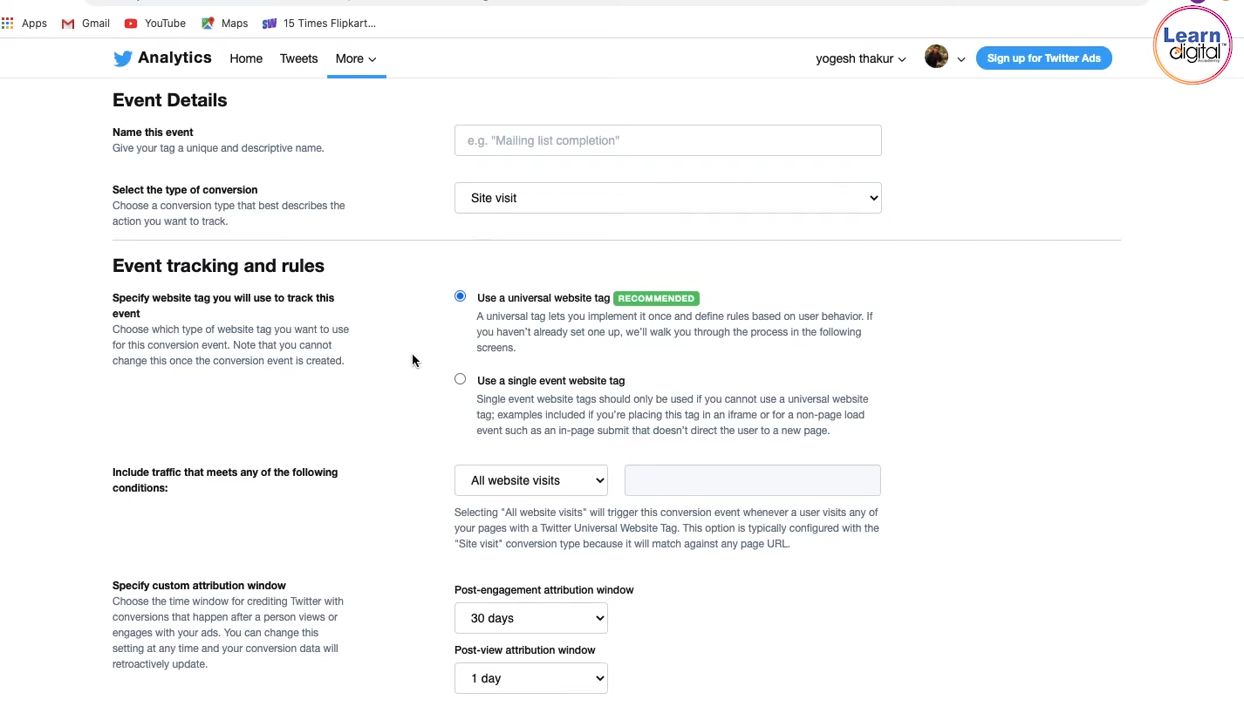 Apps Gmail YouTube Maps SW 15 Times Flipkart...
Learn
digital
Analytics Home Tweets More yogesh thakur Sign up for Twitter Ads
Event Details
Name this event
Give your tag a unique and descriptive name.
e.g. "Mailing list completion"
Select the type of conversion
Choose a conversion type that best describes the
action you want to track.
Site visit
Event tracking and rules
Specify website tag you will use to track this
event
Choose which type of website tag you want to use
for this conversion event. Note that you cannot
change this once the conversion event is created.
Use a universal website tag RECOMMENDED
A universal tag lets you implement it once and define rules based on user behavior. If
you haven't already set one up, we'll walk you through the process in the following
screens.
Use a single event website tag
Single event website tags should only be used if you cannot use a universal website
tag; examples included if you're placing this tag in an iframe or for a non-page load
event such as an in-page submit that doesn't direct the user to a new page.
Include traffic that meets any of the following
conditions:
All website visits
Selecting "All website visits" will trigger this conversion event whenever a user visits any of
your pages with a Twitter Universal Website Tag. This option is typically configured with the
"Site visit" conversion type because it will match against any page URL.
Specify custom attribution window
Choose the time window for crediting Twitter with
conversions that happen after a person views or
engages with your ads. You can change this
setting at any time and your conversion data will
retroactively update.
Post-engagement attribution window
30 days
Post-view attribution window
1 day